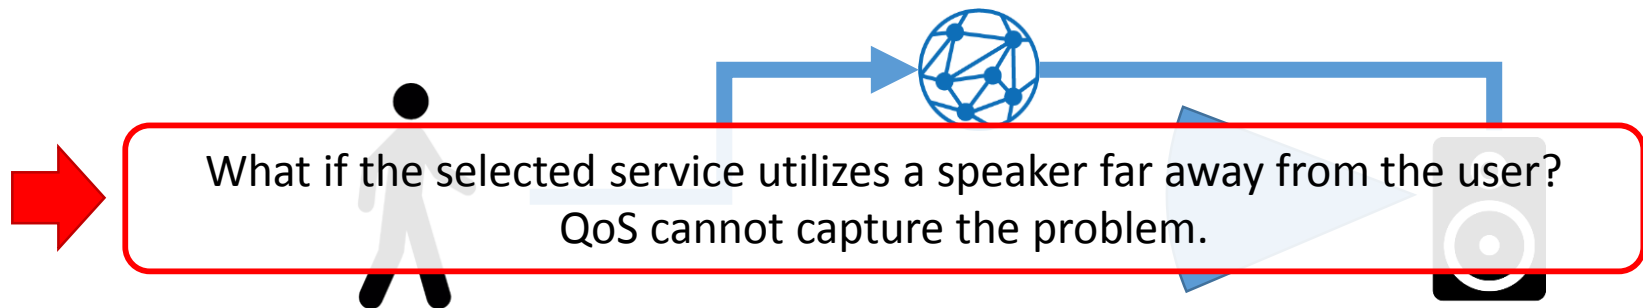 What if the selected service utilizes a speaker far away from the user?
QoS cannot capture the problem.